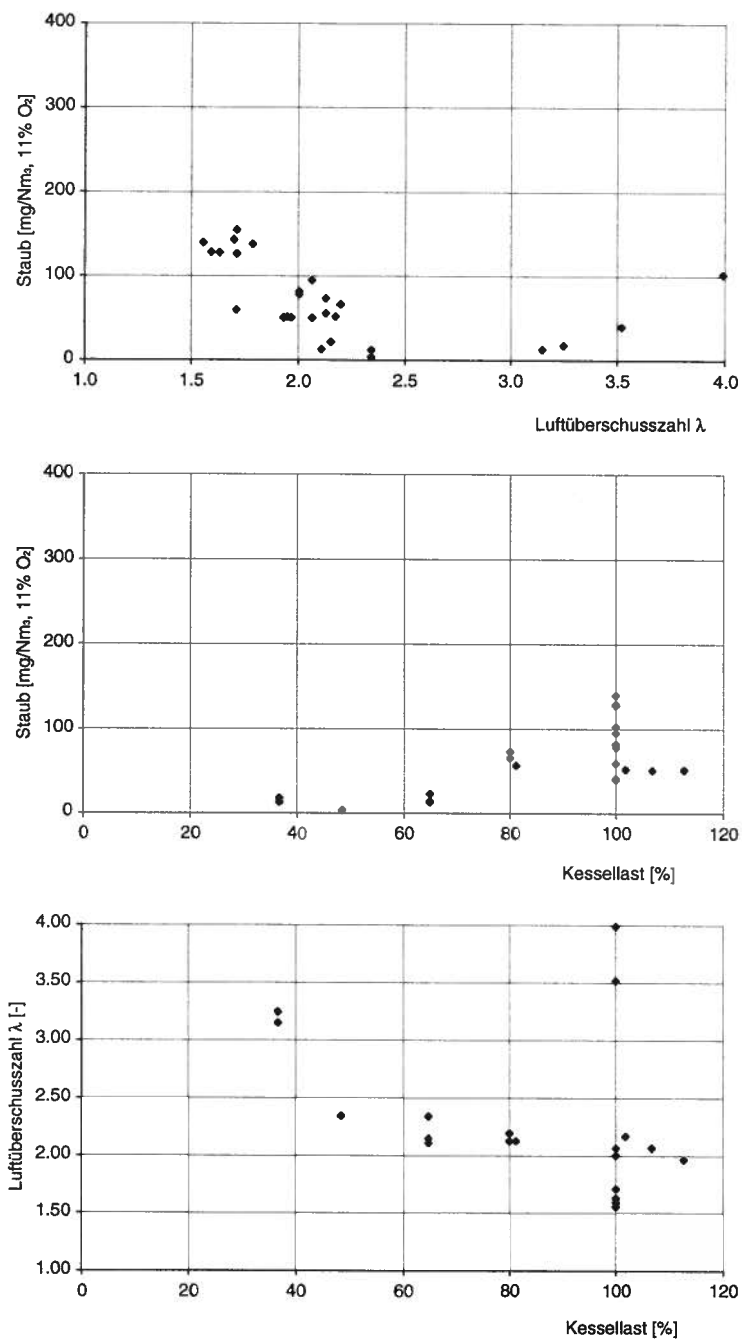 400
300
200
100
0
Staub [mg/Nm₃, 11% O₂]
1.0 1.5 2.0 2.5 3.0 3.5 4.0
Luftüberschusszahl λ
400
300
200
100
0
Staub [mg/Nm₃, 11% O₂]
0 20 40 60 80 100 120
Kessellast [%]
4.00
3.50
3.00
2.50
2.00
1.50
1.00
Luftüberschusszahl λ [-]
0 20 40 60 80 100 120
Kessellast [%]